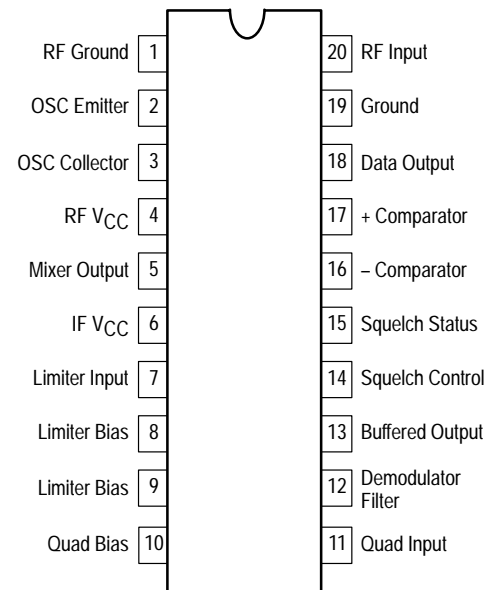 RF Ground 1 20 RF Input
OSC Emitter 2 19 Ground
OSC Collector 3 18 Data Output
RF VCC 4 17 + Comparator
Mixer Output 5 16 – Comparator
IF VCC 6 15 Squelch Status
Limiter Input 7 14 Squelch Control
Limiter Bias 8 13 Buffered Output
Limiter Bias 9 12 Demodulator
Filter
Quad Bias 10 11 Quad Input